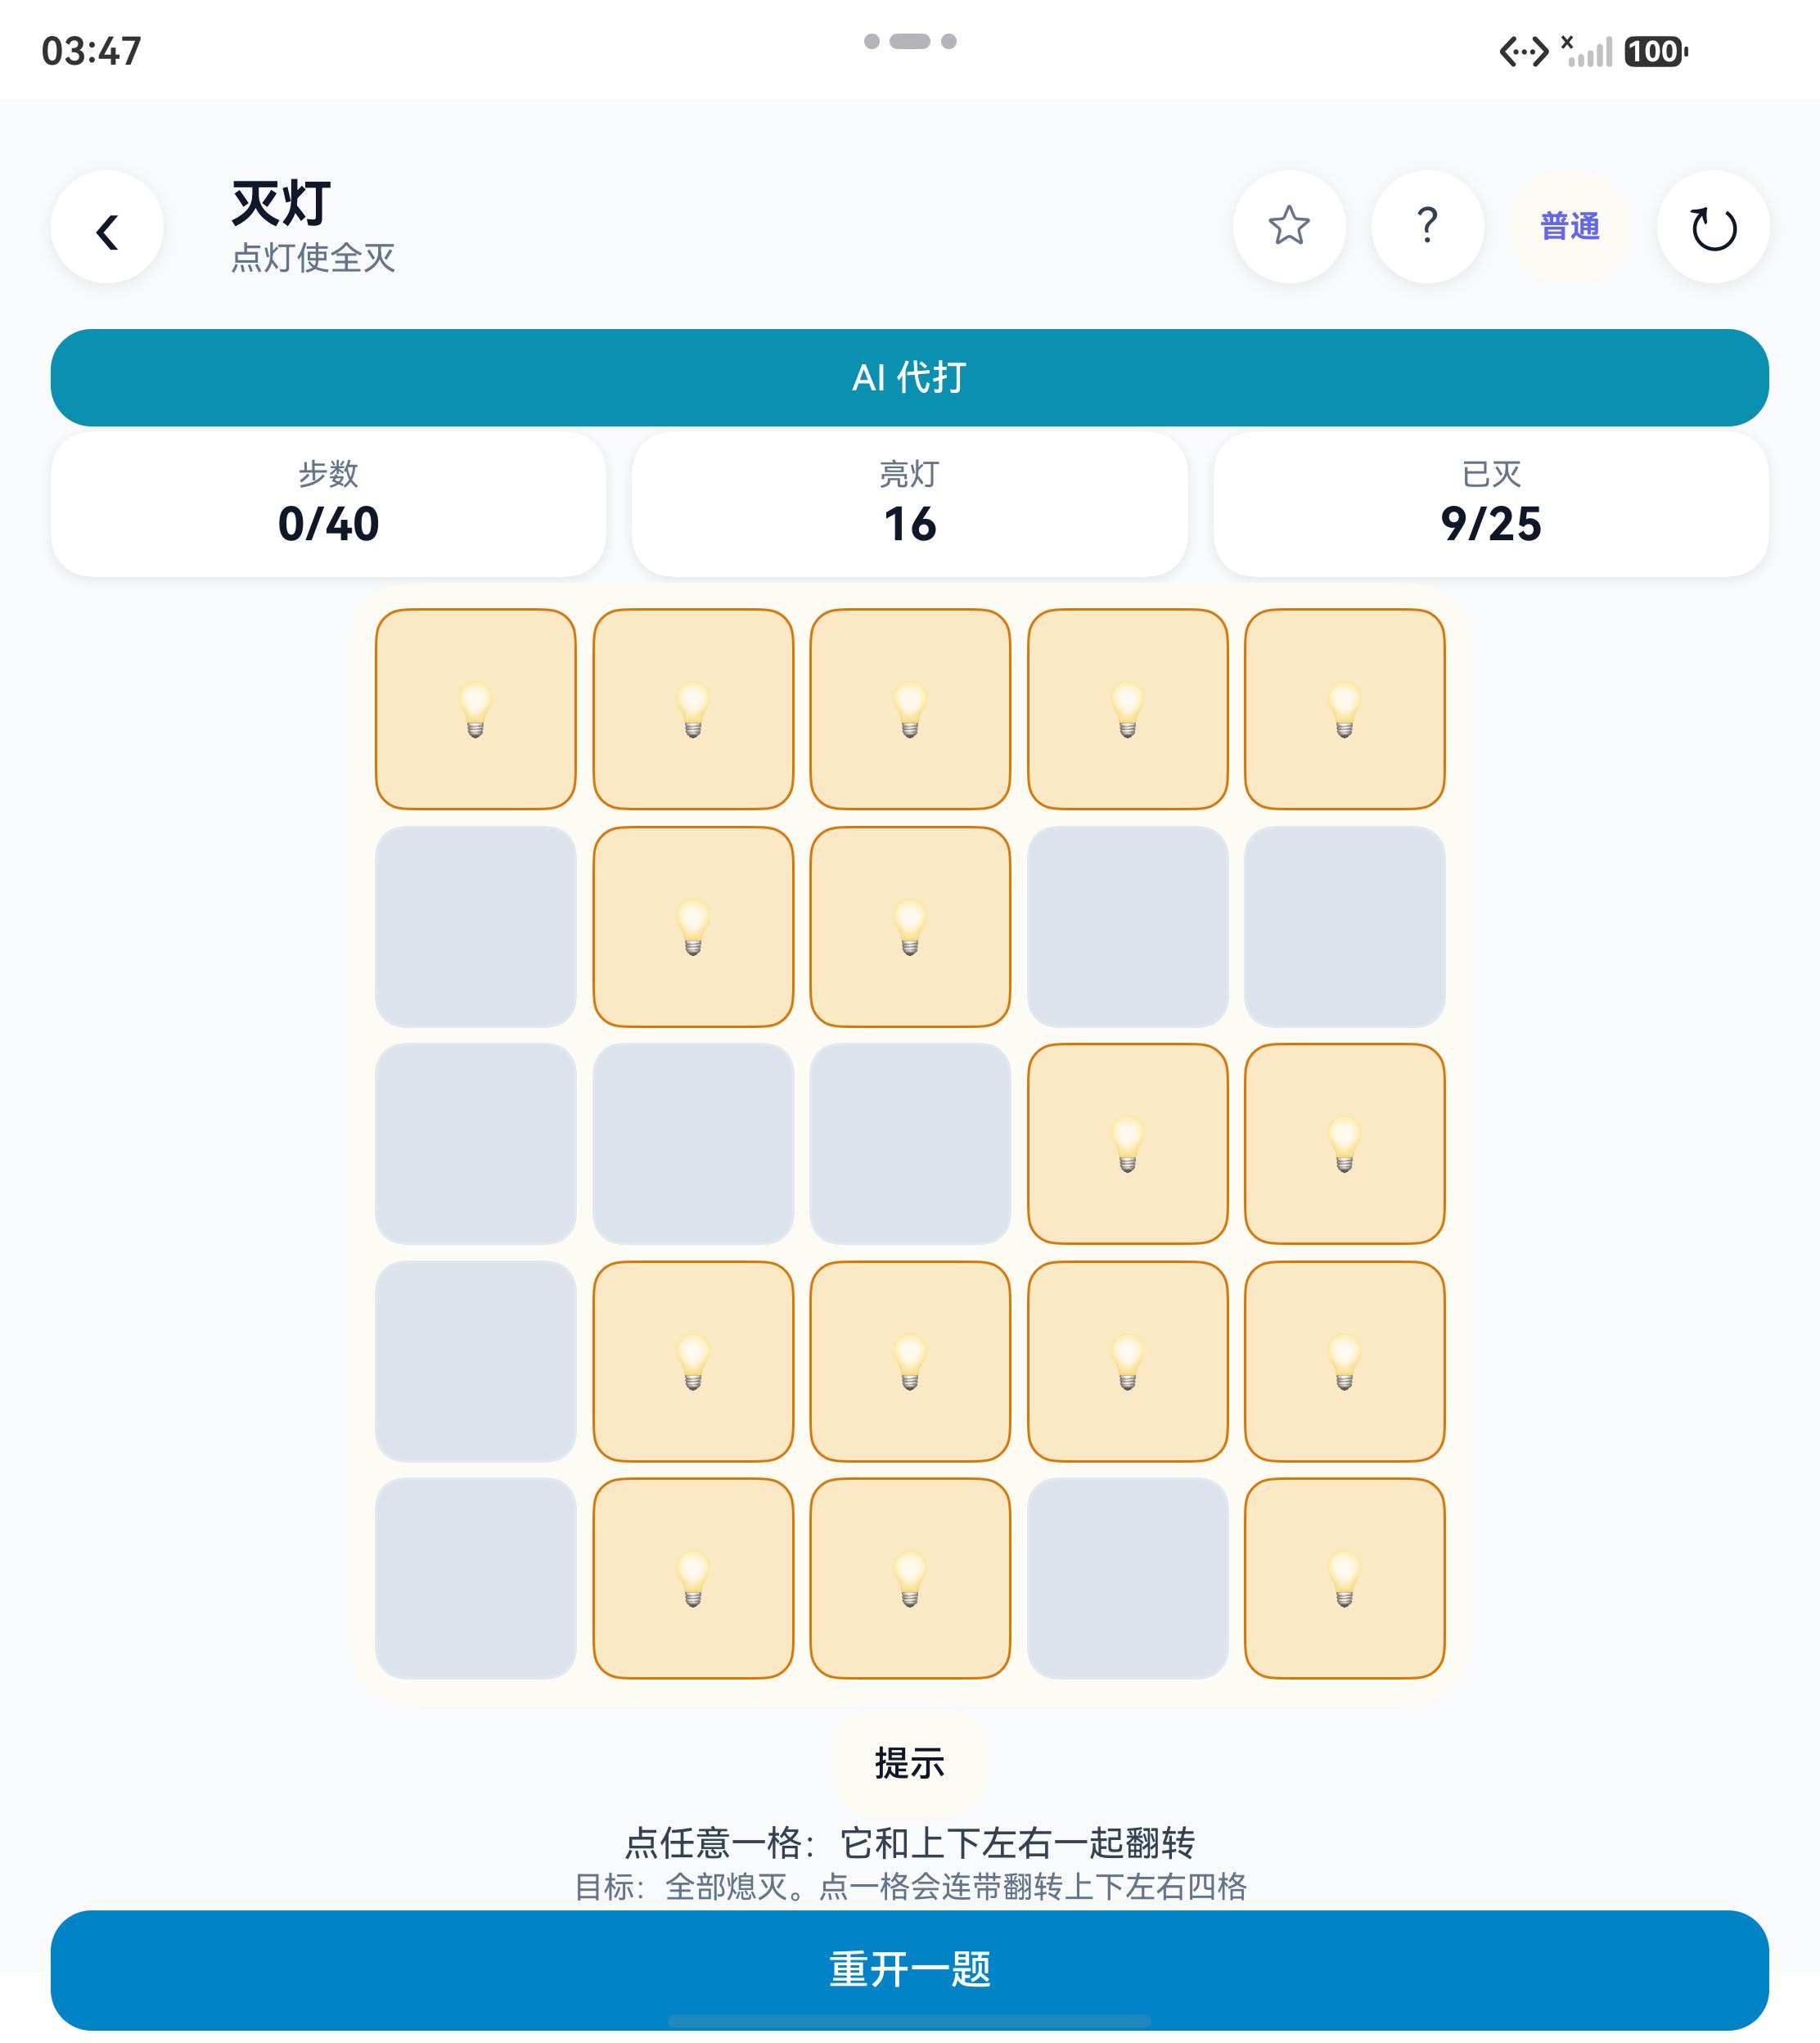 03:47
100
灭灯
点灯使全灭
?
普通
AI 代打
步数
0/40
亮灯
16
已灭
9/25
提示
点任意一格：它和上下左右一起翻转
目标：全部熄灭。点一格会连带翻转上下左右四格
重开一题